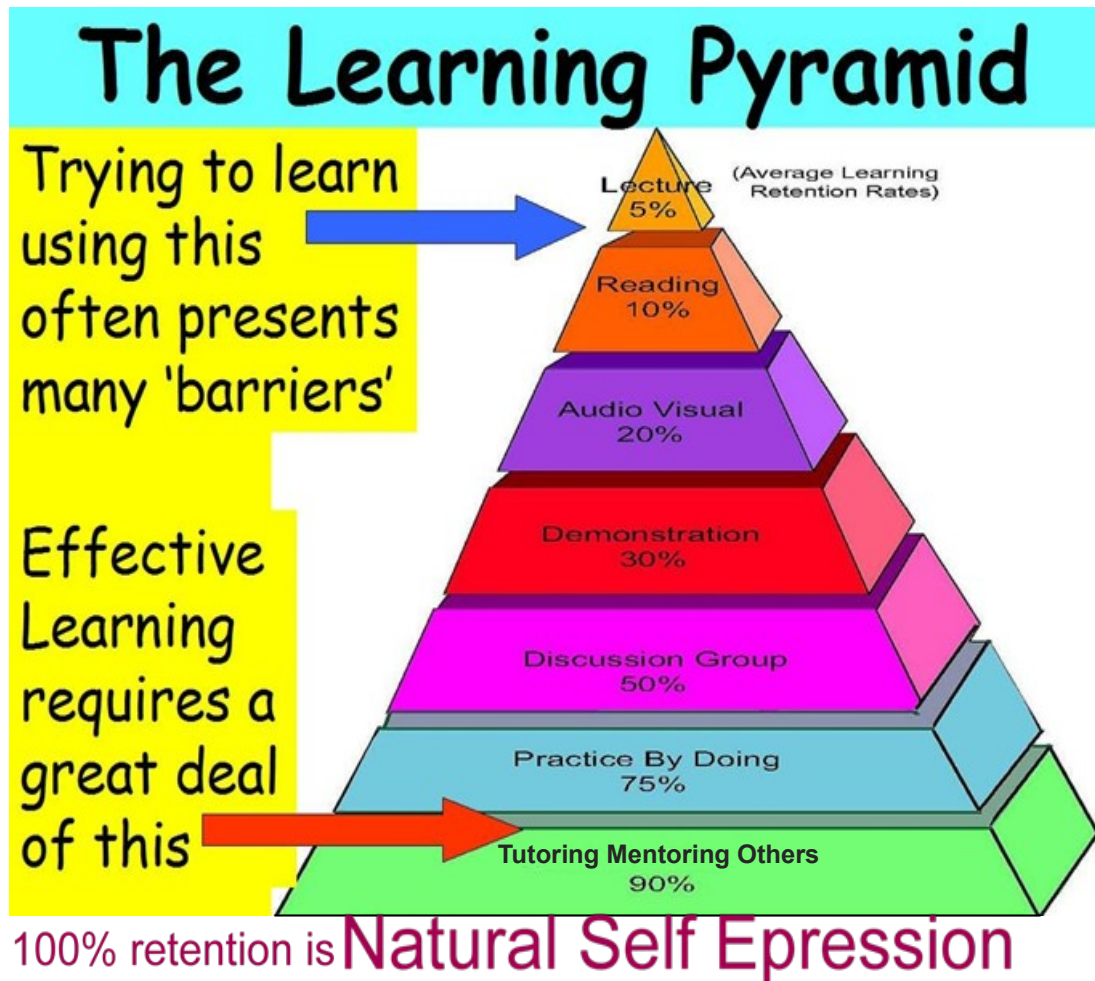 The Learning Pyramid
Trying to learn
using this
often presents
many ‘barriers’
Effective
Learning
requires a
great deal
of this
(Average Learning
Retention Rates)
Lecture
5%
Reading
10%
Audio Visual
20%
Demonstration
30%
Discussion Group
50%
Practice By Doing
75%
Tutoring Mentoring Others
90%
100% retention is Natural Self Epression